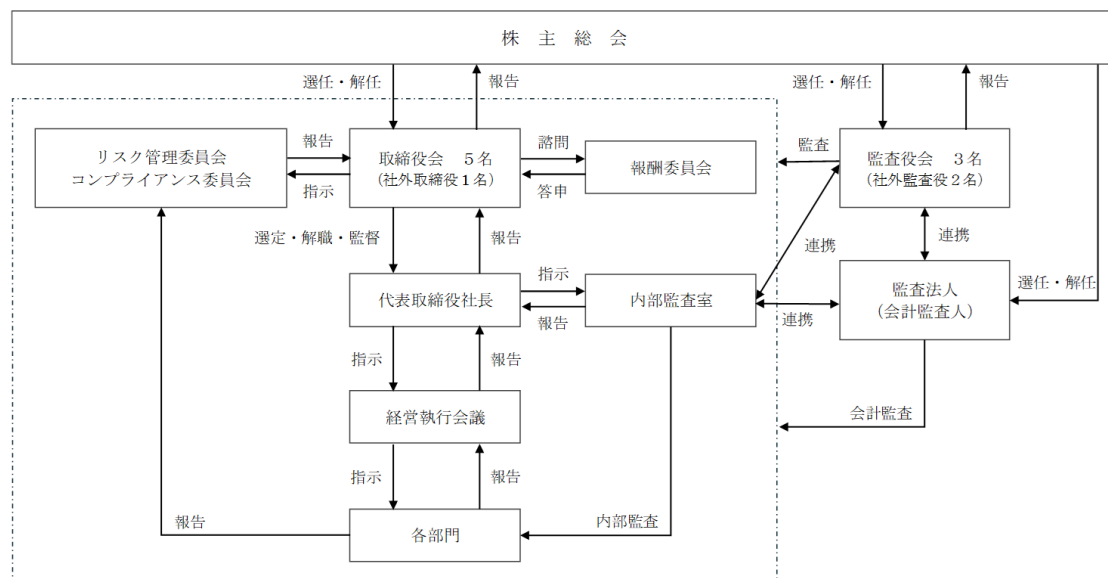 株 主 総 会
選任・解任
報告
選任・解任
報告
リスク管理委員会
コンプライアンス委員会
報告
指示
取締役会 5名
（社外取締役１名）
諮問
答申
報酬委員会
監査
監査役会 3名
（社外監査役２名）
選定・解職・監督
報告
連携
連携
代表取締役社長
指示
報告
内部監査室
連携
監査法人
（会計監査人）
選任・解任
指示
報告
経営執行会議
会計監査
指示
報告
報告
各部門
内部監査